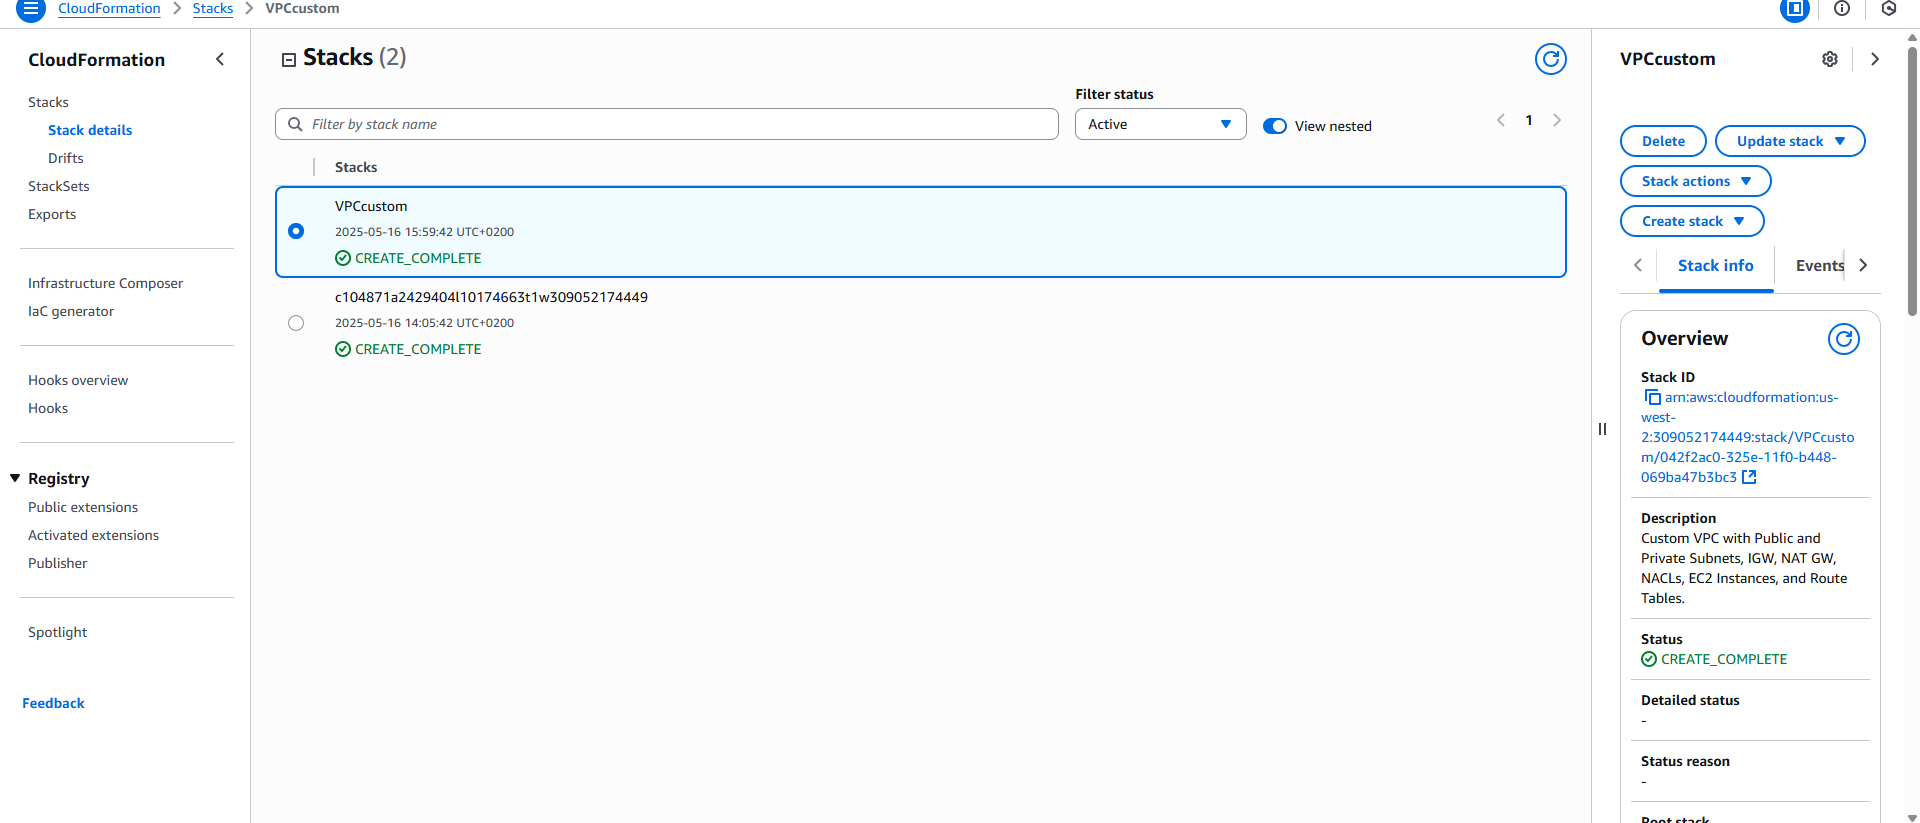 CloudFormation > Stacks > VPCcustom
CloudFormation
Stacks
Stack details
Drifts
StackSets
Exports
Infrastructure Composer
IaC generator
Hooks overview
Hooks
Registry
Public extensions
Activated extensions
Publisher
Spotlight
Feedback
Stacks (2)
Filter by stack name
Filter status
Active
View nested
1
Stacks
VPCcustom
2025-05-16 15:59:42 UTC+0200
CREATE_COMPLETE
c104871a2429404l10174663t1w309052174449
2025-05-16 14:05:42 UTC+0200
CREATE_COMPLETE
VPCcustom
Delete
Update stack
Stack actions
Create stack
Stack info
Events
Overview
Stack ID
arn:aws:cloudformation:us-
west-
2:309052174449:stack/VPCcusto
m/042f2ac0-325e-11f0-b448-
069ba47b3bc3
Description
Custom VPC with Public and
Private Subnets, IGW, NAT GW,
NACLs, EC2 Instances, and Route
Tables.
Status
CREATE_COMPLETE
Detailed status
-
Status reason
-
Root stack